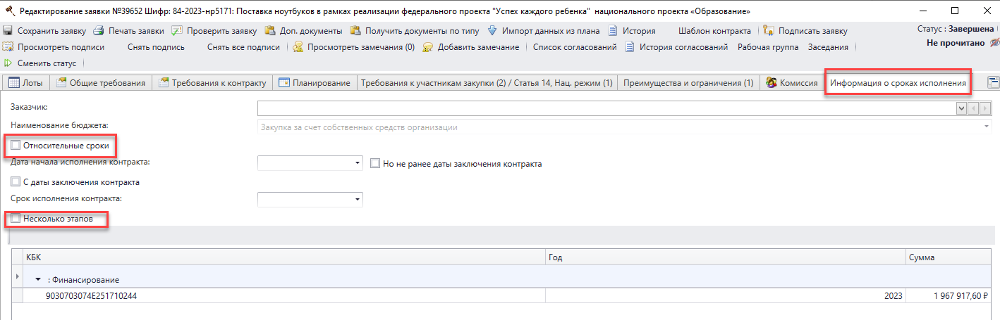 Редактирование заявки №39652 Шифр: 84-2023-нр5171: Поставка ноутбуков в рамках реализации федерального проекта "Успех каждого ребенка" национального проекта «Образование»
Сохранить заявку Печать заявки Проверить заявку Доп. документы Получить документы по типу Импорт данных из плана История Шаблон контракта Подписать заявку Статус : Завершена
Просмотреть подписи Снять подпись Снять все подписи Просмотреть замечания (0) Добавить замечание Список согласований История согласований Рабочая группа Заседания Не прочитано
Сменить статус
Лоты Общие требования Требования к контракту Планирование Требования к участникам закупки (2) / Статья 14, Нац. режим (1) Преимущества и ограничения (1) Комиссия Информация о сроках исполнения
Заказчик:
Наименование бюджета: Закупка за счет собственных средств организации
Относительные сроки
Дата начала исполнения контракта: Но не ранее даты заключения контракта
С даты заключения контракта
Срок исполнения контракта:
Несколько этапов
КБК Год Сумма
: Финансирование
9030703074E251710244 2023 1 967 917,60 ₽